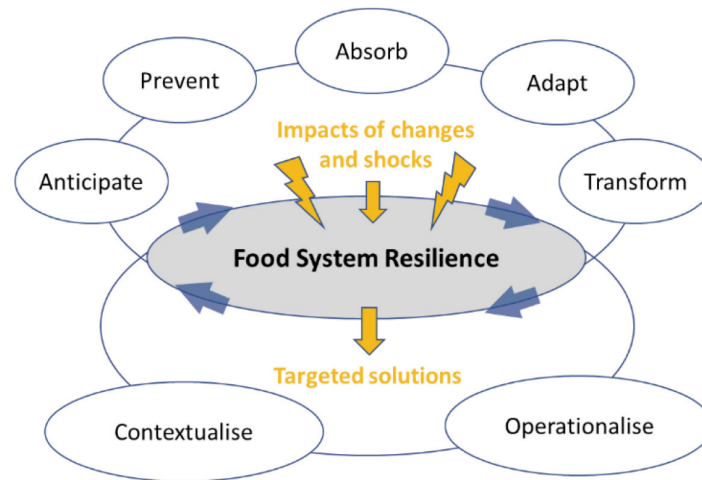 Absorb
Prevent
Adapt
Impacts of changes
and shocks
Anticipate
Transform
Food System Resilience
Targeted solutions
Contextualise
Operationalise